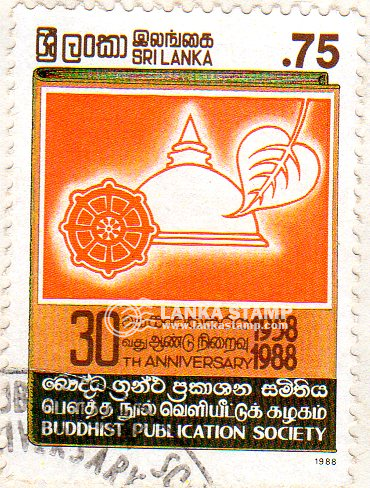 ශ්‍රී ලංකා இலங்கை
SRI LANKA
.75
LANKA STAMP
www.lankastamp.com
30 1958
வது ஆண்டு நிறைவு
TH ANNIVERSARY 1988
බෞද්ධ ග්‍රන්ථ ප්‍රකාශන සමිතිය
பௌத்த நூல் வெளியீட்டுக் கழகம்
BUDDHIST PUBLICATION SOCIETY
1988